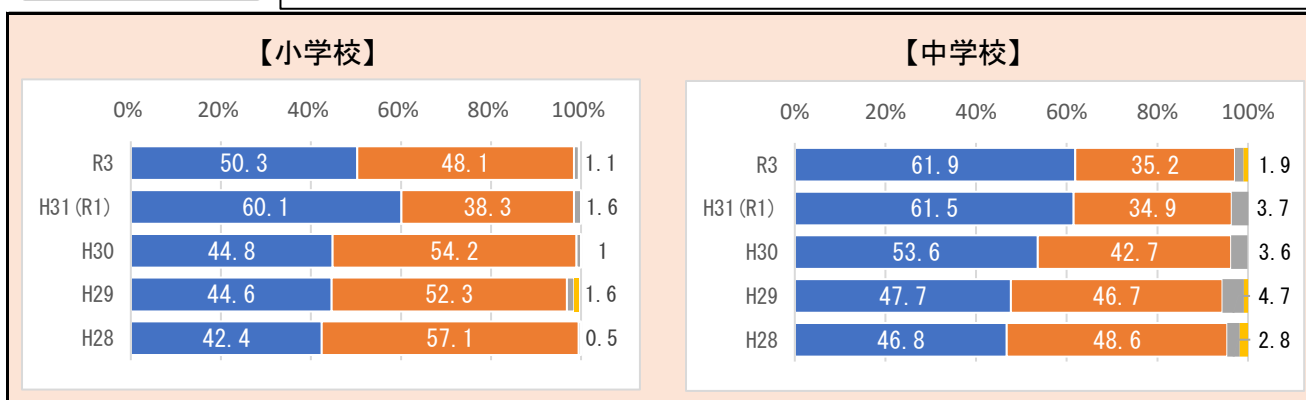 【小学校】
0% 20% 40% 60% 80% 100%
R3 50.3 48.1 1.1
H31(R1) 60.1 38.3 1.6
H30 44.8 54.2 1
H29 44.6 52.3 1.6
H28 42.4 57.1 0.5
【中学校】
0% 20% 40% 60% 80% 100%
R3 61.9 35.2 1.9
H31(R1) 61.5 34.9 3.7
H30 53.6 42.7 3.6
H29 47.7 46.7 4.7
H28 46.8 48.6 2.8